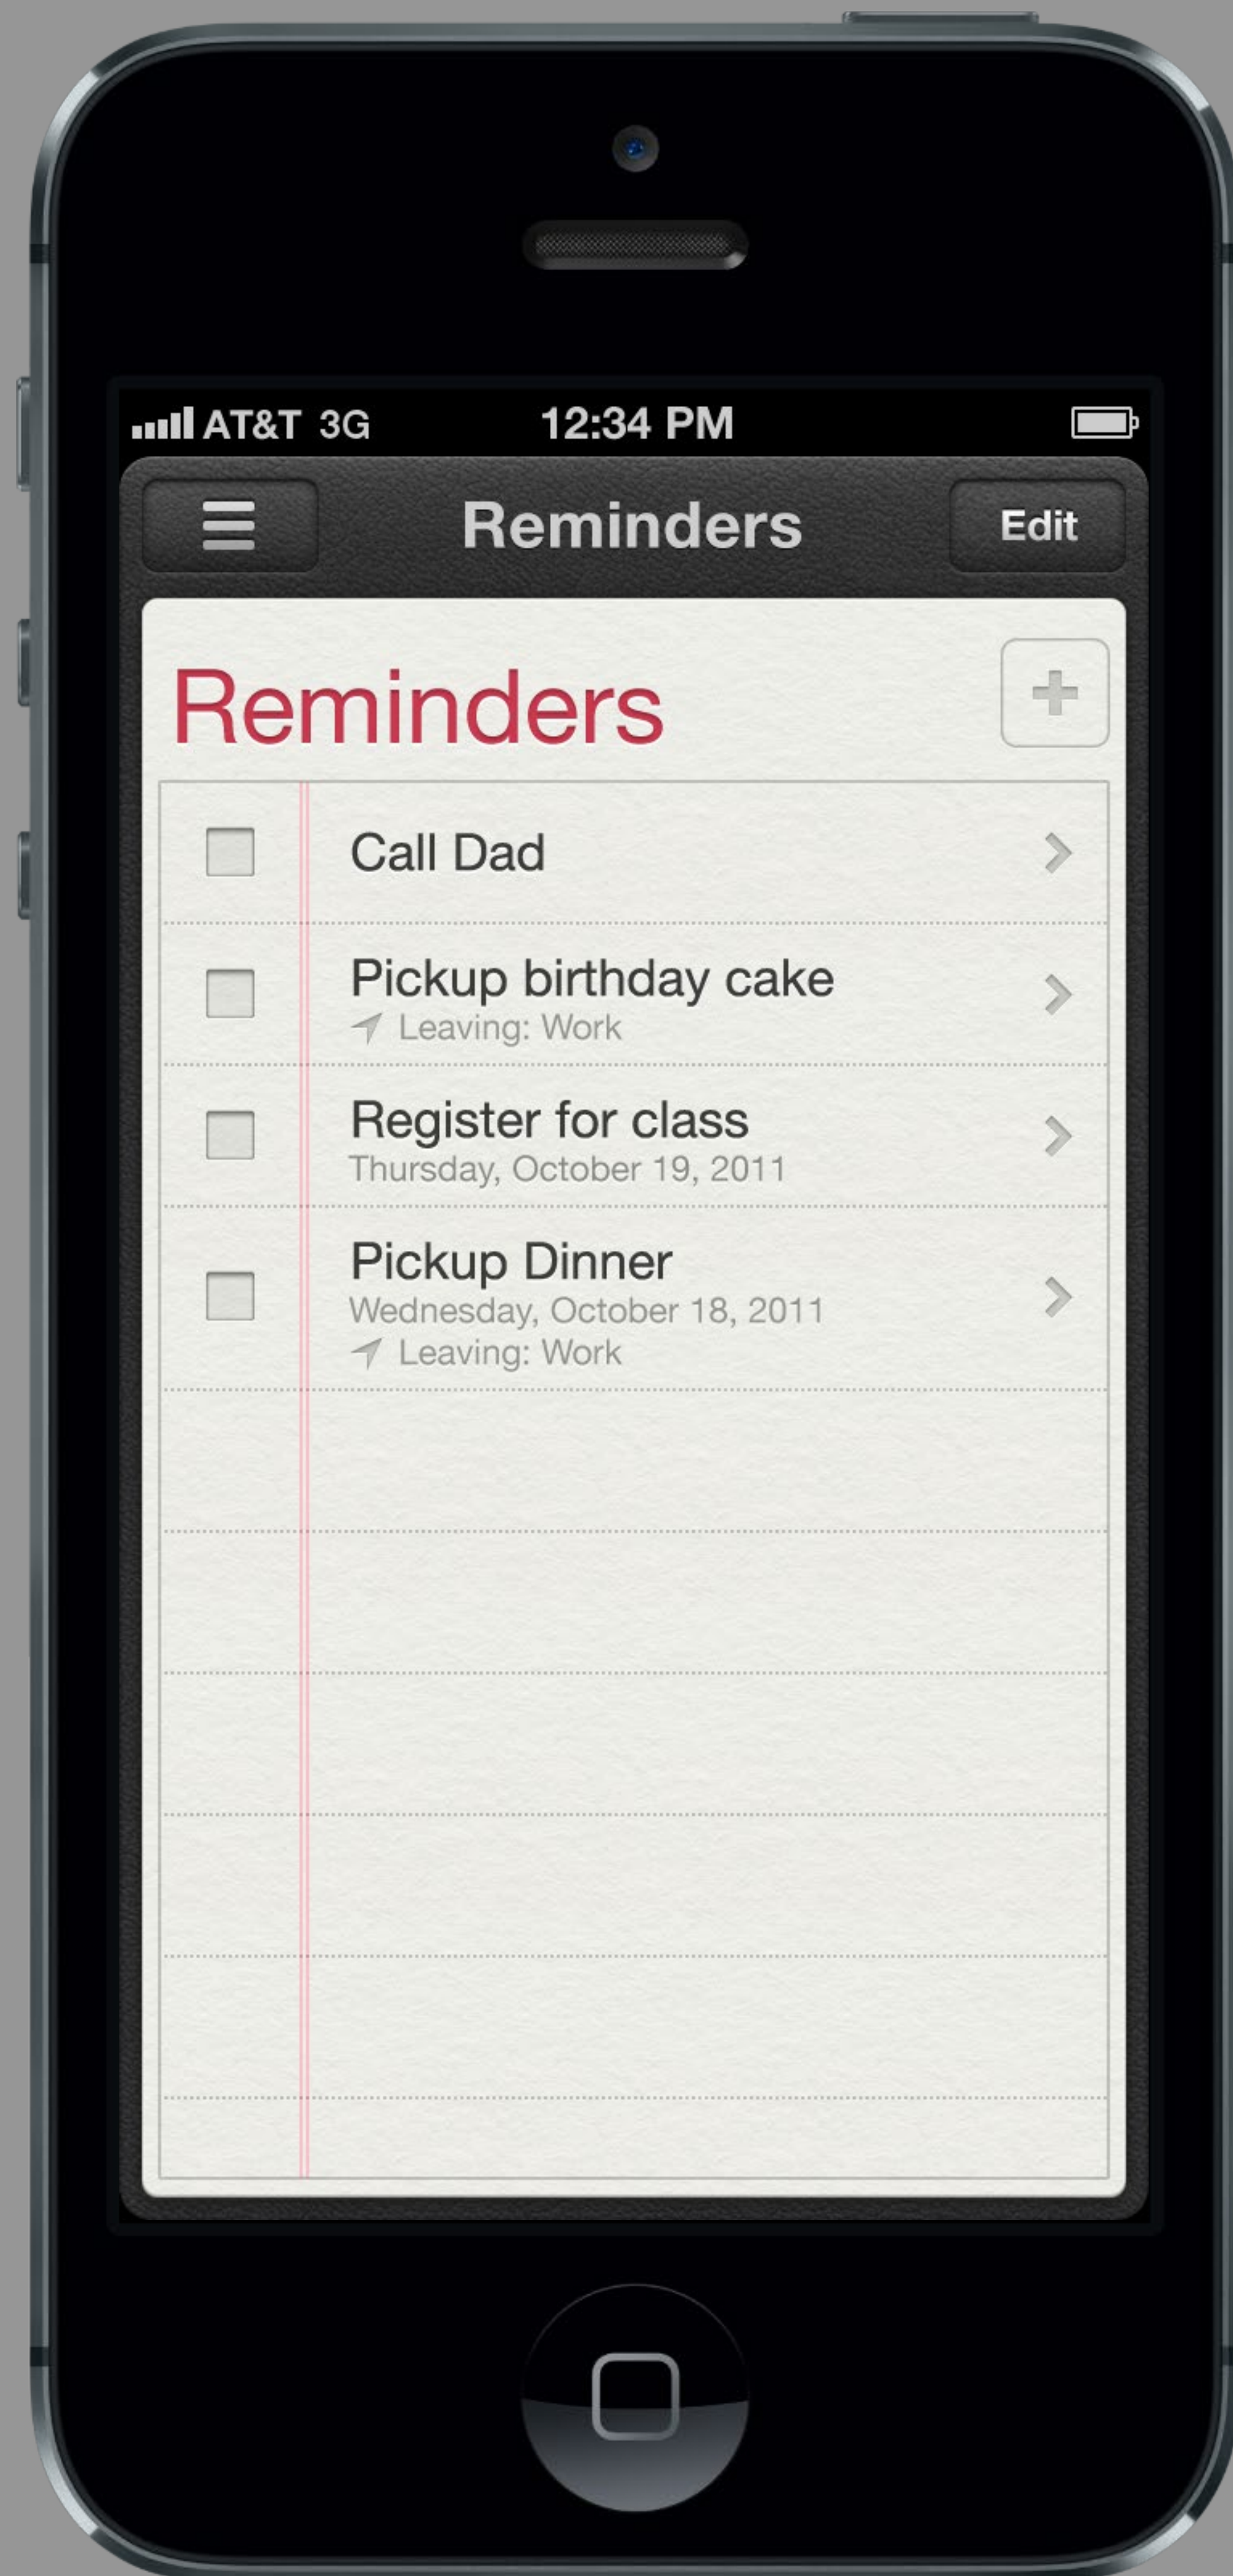 AT&T 3G 12:34 PM
Reminders Edit
Reminders
Call Dad
Pickup birthday cake
Leaving: Work
Register for class
Thursday, October 19, 2011
Pickup Dinner
Wednesday, October 18, 2011
Leaving: Work